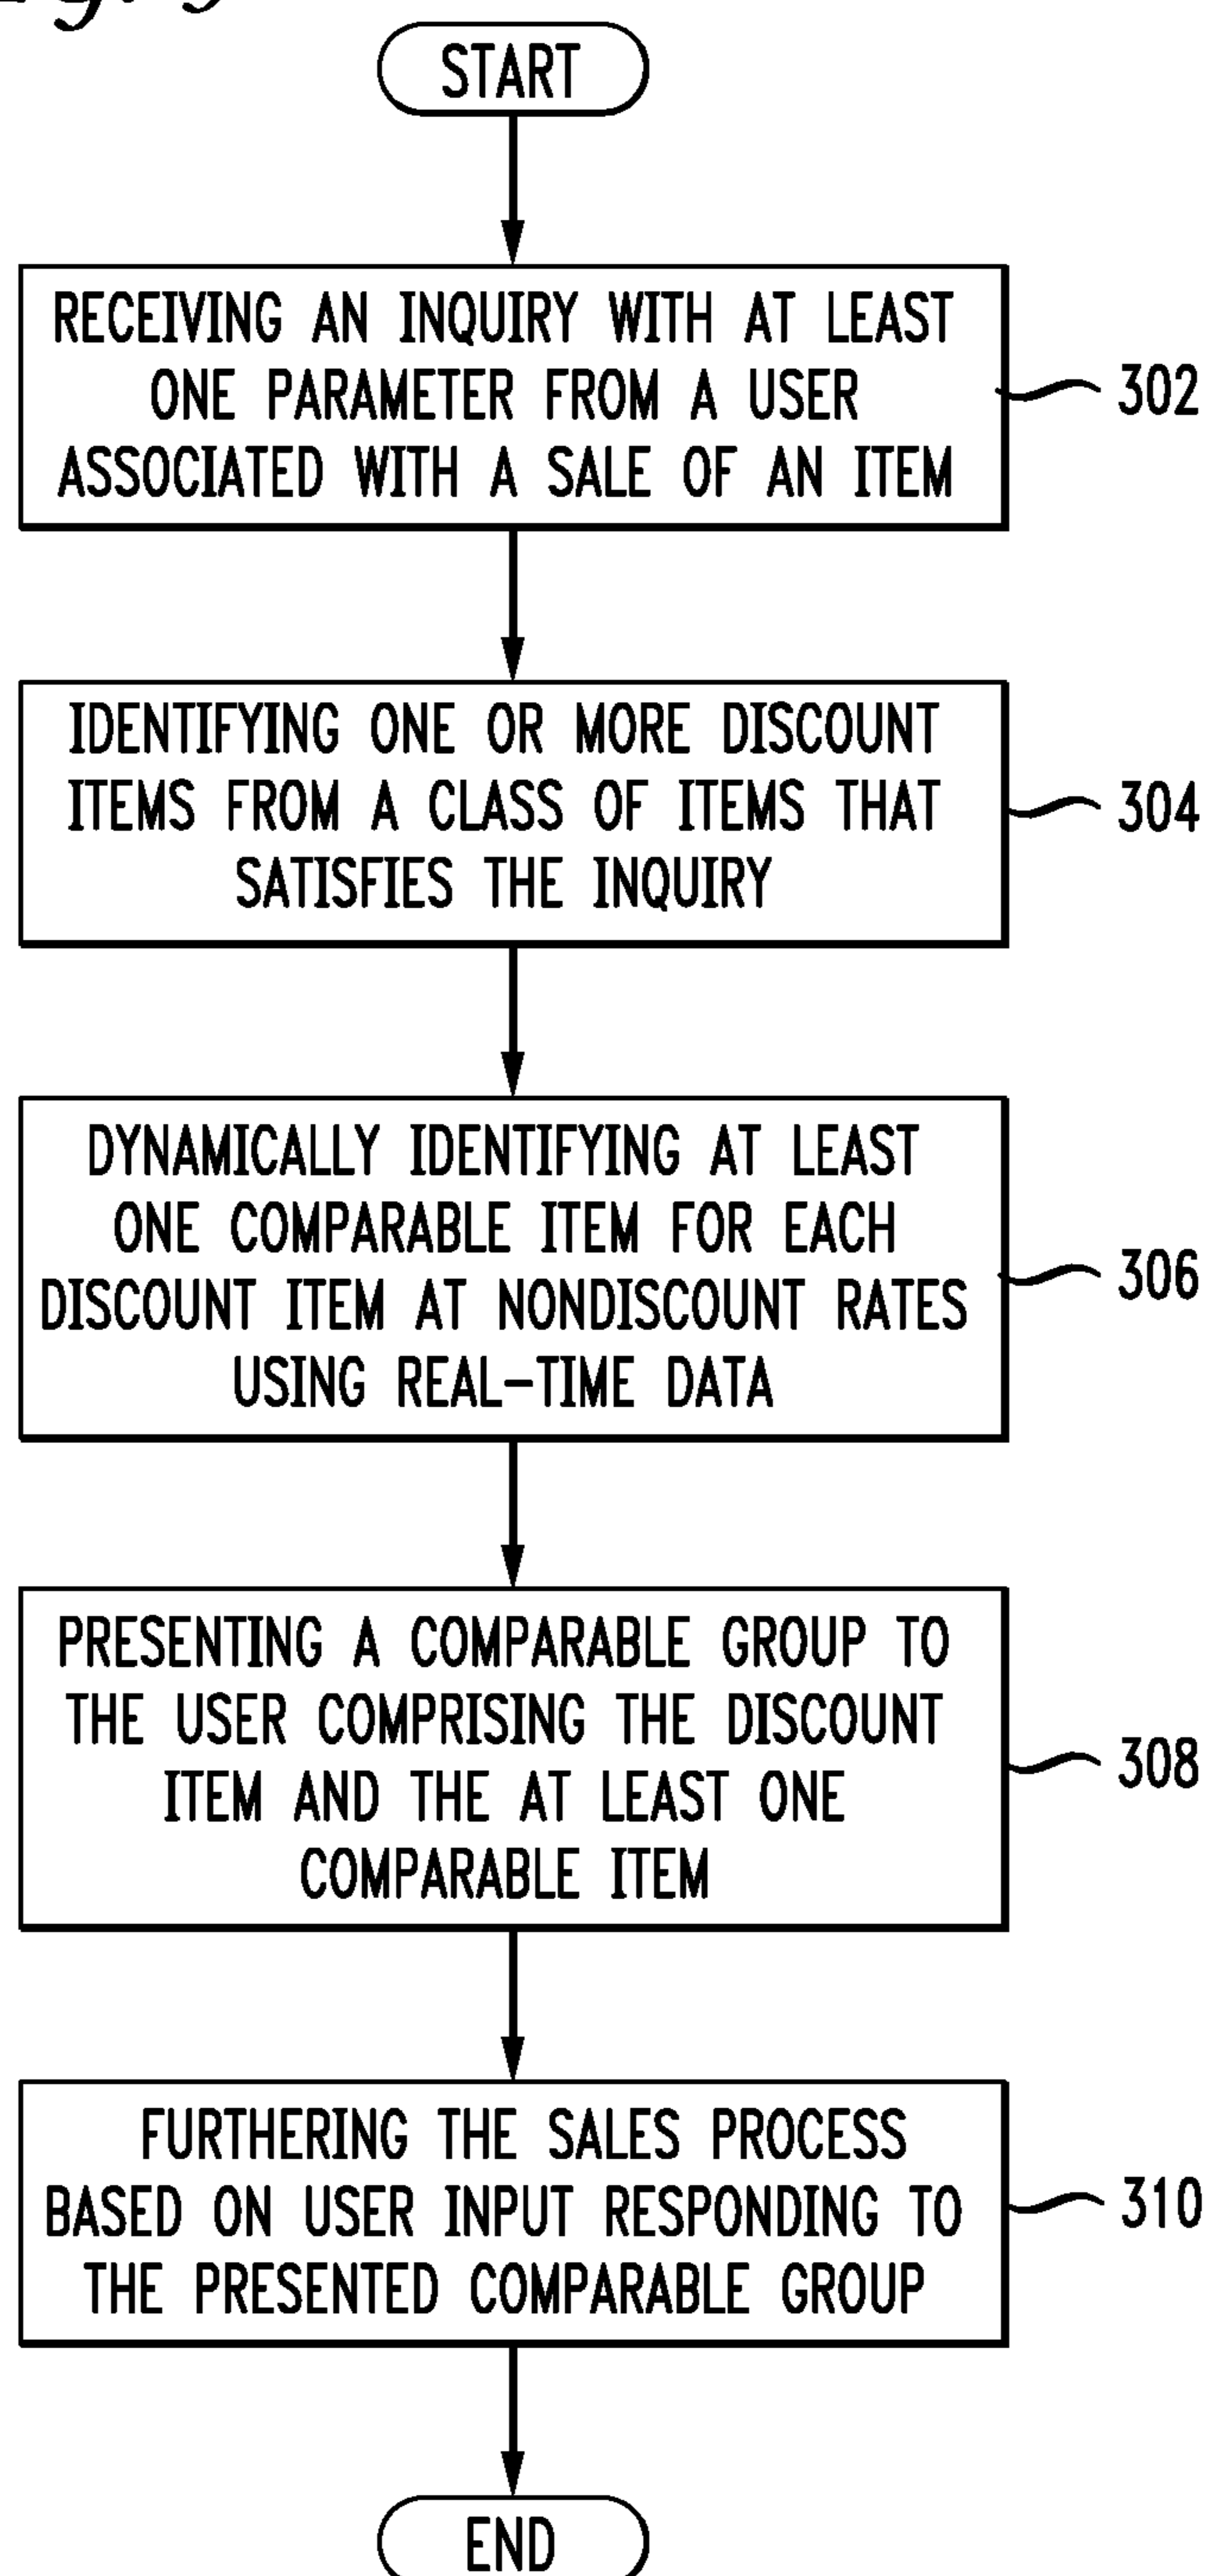 START
RECEIVING AN INQUIRY WITH AT LEAST
ONE PARAMETER FROM A USER
ASSOCIATED WITH A SALE OF AN ITEM
302
IDENTIFYING ONE OR MORE DISCOUNT
ITEMS FROM A CLASS OF ITEMS THAT
SATISFIES THE INQUIRY
304
DYNAMICALLY IDENTIFYING AT LEAST
ONE COMPARABLE ITEM FOR EACH
DISCOUNT ITEM AT NONDISCOUNT RATES
USING REAL-TIME DATA
306
PRESENTING A COMPARABLE GROUP TO
THE USER COMPRISING THE DISCOUNT
ITEM AND THE AT LEAST ONE
COMPARABLE ITEM
308
FURTHERING THE SALES PROCESS
BASED ON USER INPUT RESPONDING TO
THE PRESENTED COMPARABLE GROUP
310
END